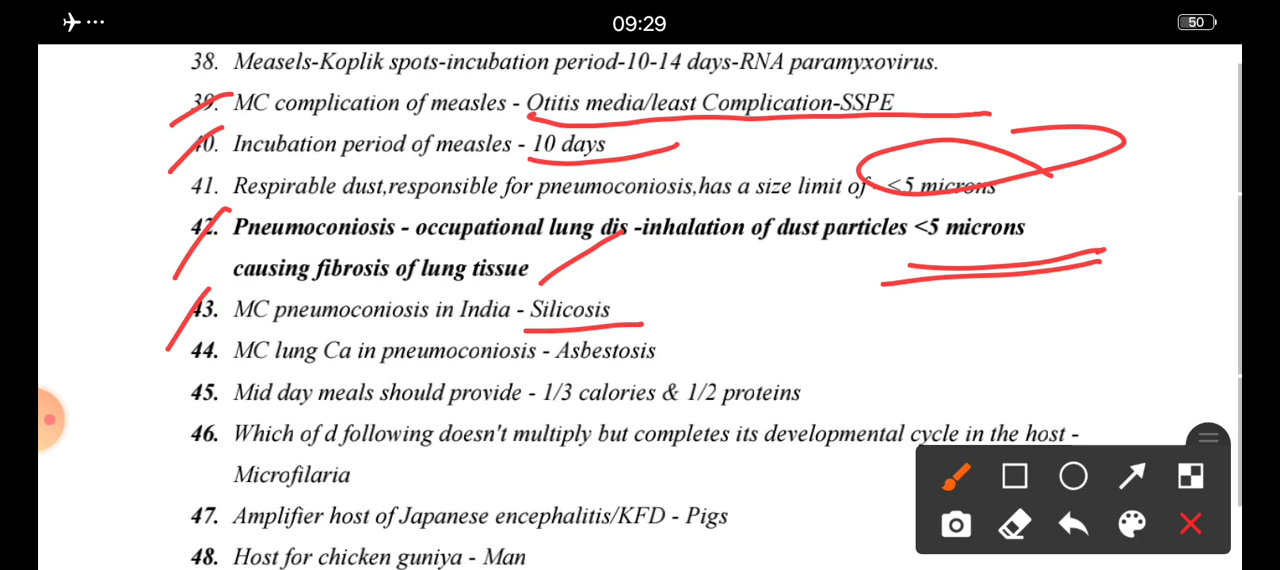 09:29
50
38. Measels-Koplik spots-incubation period-10-14 days-RNA paramyxovirus.
39. MC complication of measles - Otitis media/least Complication-SSPE
40. Incubation period of measles - 10 days
41. Respirable dust,responsible for pneumoconiosis,has a size limit of - <5 microns
42. Pneumoconiosis - occupational lung dis -inhalation of dust particles <5 microns
causing fibrosis of lung tissue
43. MC pneumoconiosis in India - Silicosis
44. MC lung Ca in pneumoconiosis - Asbestosis
45. Mid day meals should provide - 1/3 calories & 1/2 proteins
46. Which of d following doesn't multiply but completes its developmental cycle in the host -
Microfilaria
47. Amplifier host of Japanese encephalitis/KFD - Pigs
48. Host for chicken guniya - Man